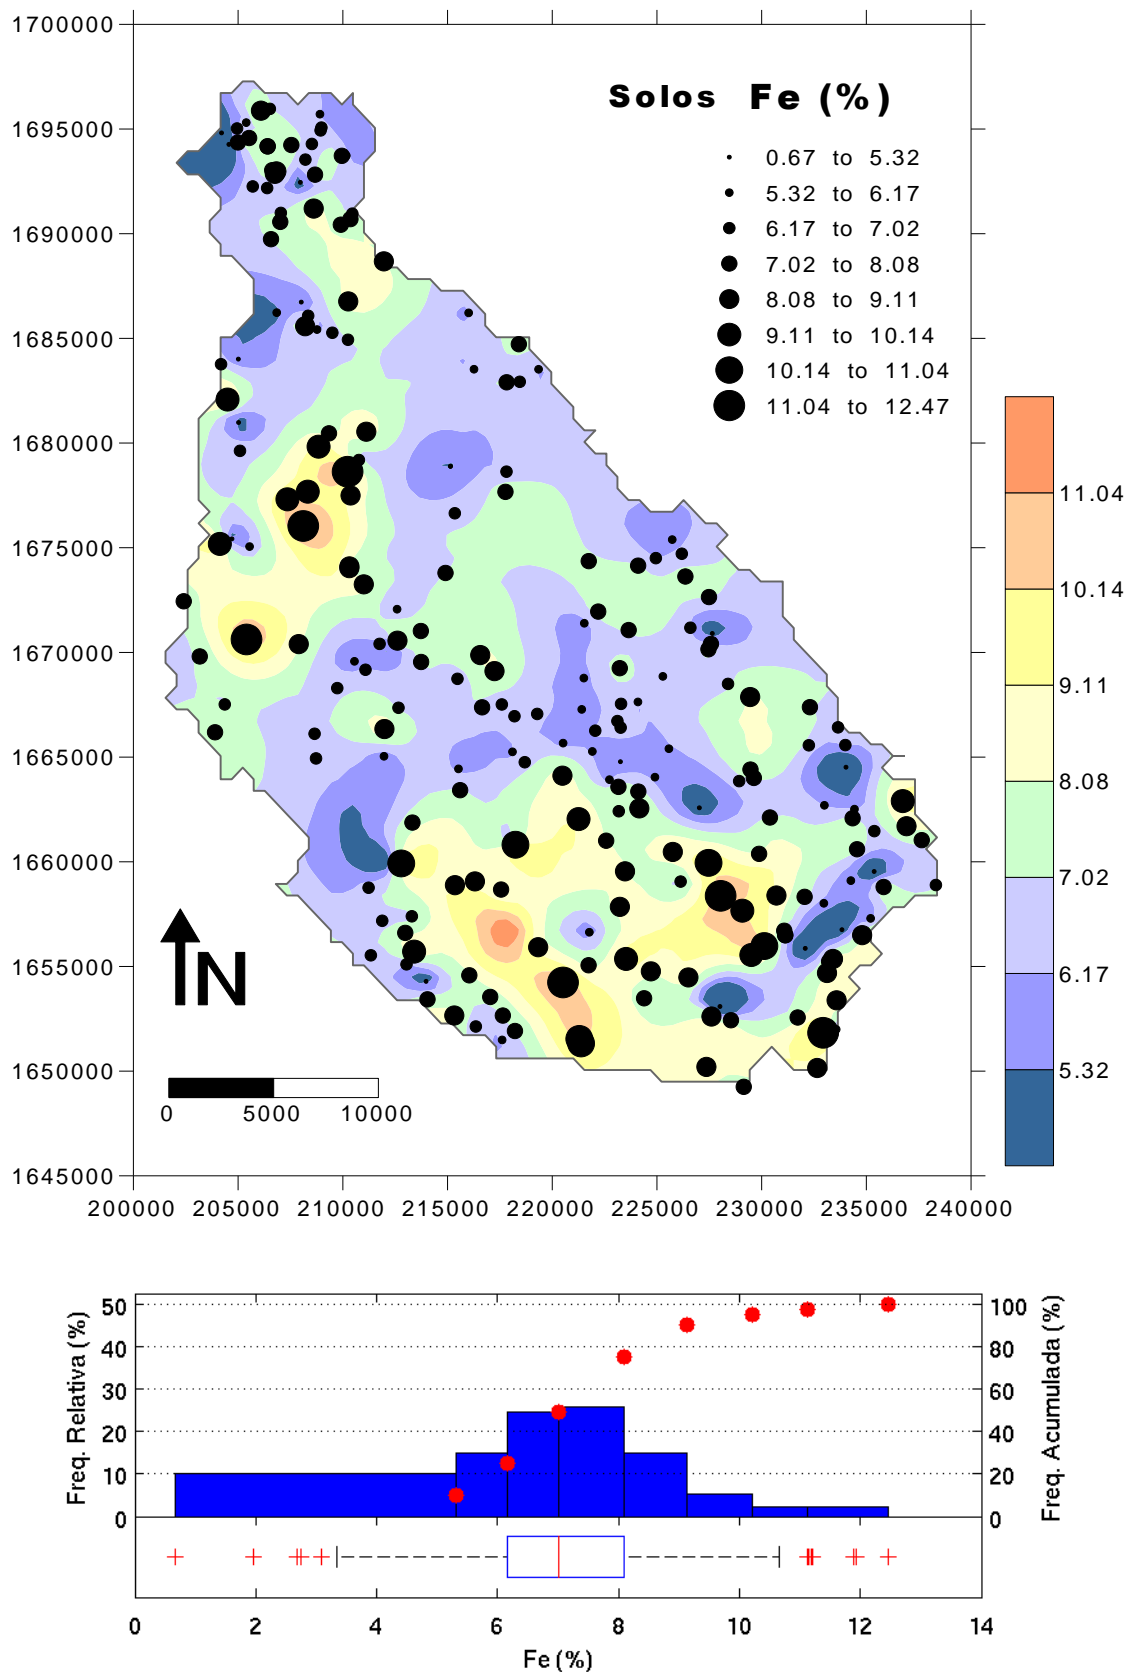 1700000
Solos Fe (%)
1695000
0.67 to 5.32
5.32 to 6.17
6.17 to 7.02
1690000
7.02 to 8.08
8.08 to 9.11
1685000
9.11 to 10.14
10.14 to 11.04
11.04 to 12.47
1680000
11.04
1675000
10.14
1670000
9.11
1665000
8.08
7.02
1660000
6.17
1655000
N
5.32
1650000
0 5000 10000
1645000
200000 205000 210000 215000 220000 225000 230000 235000 240000
Freq. Relativa (%)
50
40
30
20
10
0
100
80
60
40
20
0
Freq. Acumulada (%)
0 2 4 6 8 10 12 14
Fe (%)